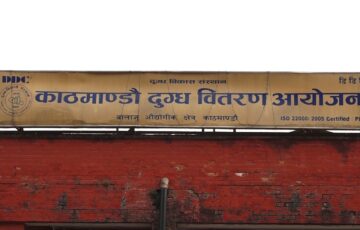 DDC
दुग्ध विकास संस्थान
काठमाण्डौ दुग्ध वितरण आयोजन
बालाजु औद्योगिक क्षेत्र काठमाण्डौ
ISO 22000: 2005 Certified